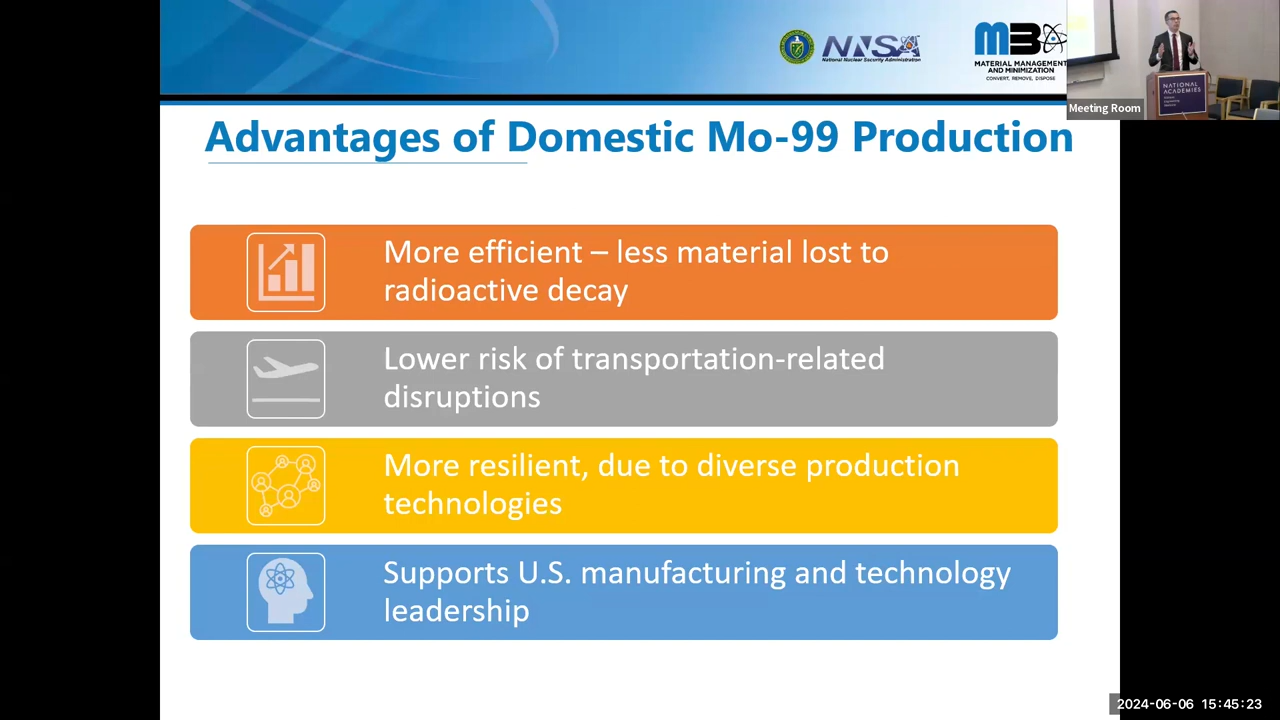 NNSA
National Nuclear Security Administration
M3
MATERIAL MANAGEMENT
AND MINIMIZATION
CONVERT, REMOVE, DISPOSE
NATIONAL
ACADEMIES
Meeting Room
Advantages of Domestic Mo-99 Production
More efficient – less material lost to
radioactive decay
Lower risk of transportation-related
disruptions
More resilient, due to diverse production
technologies
Supports U.S. manufacturing and technology
leadership
2024-06-06 15:45:23